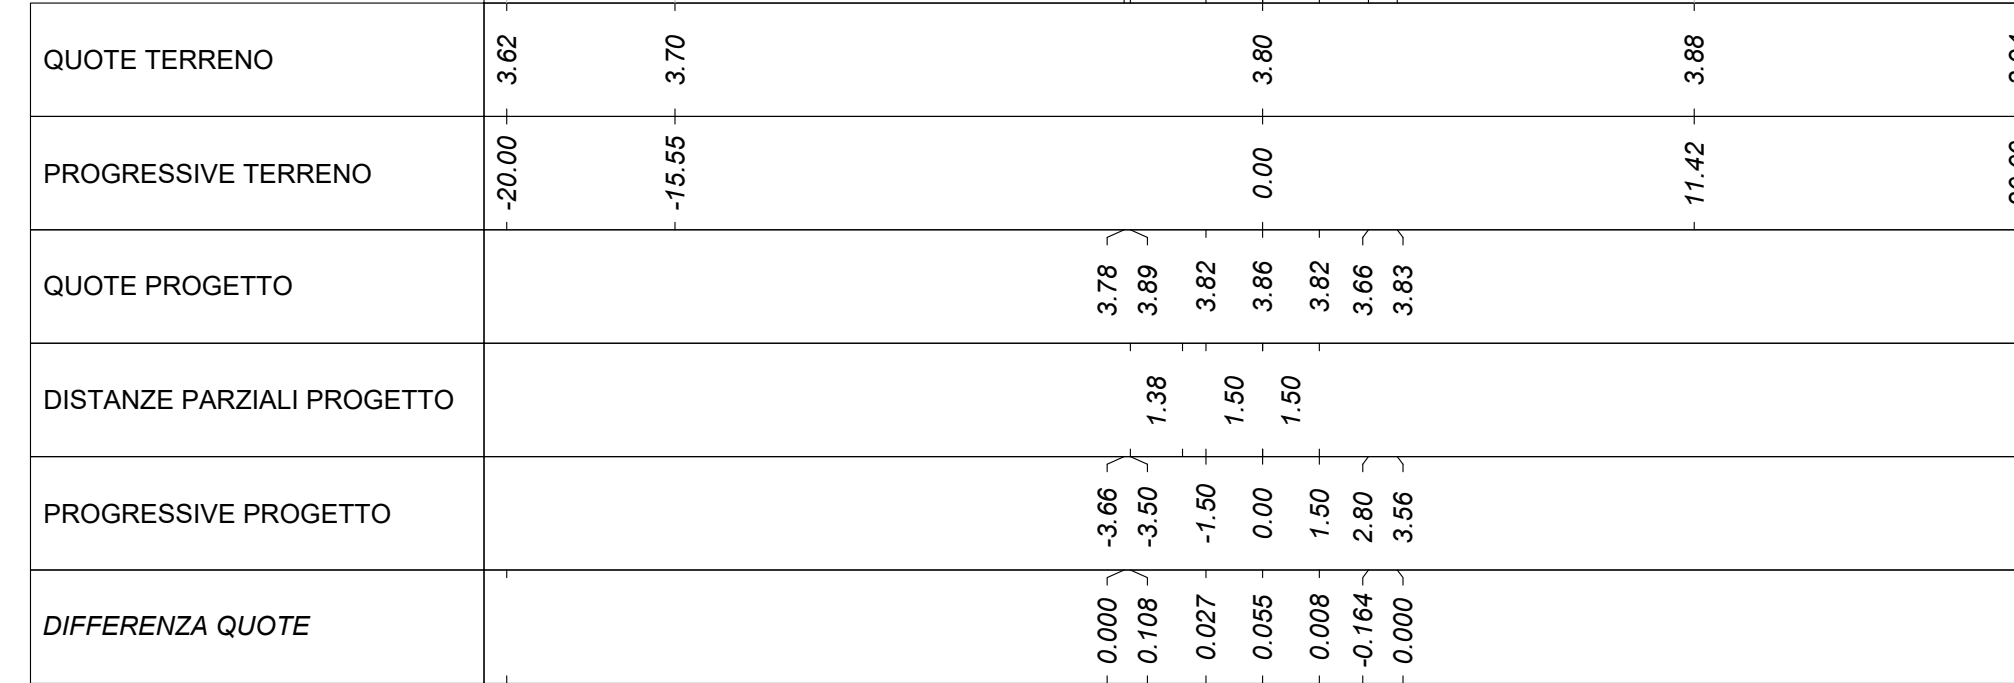 QUOTE TERRENO 3.62 3.70 3.80 3.88
PROGRESSIVE TERRENO -20.00 -15.55 0.00 11.42
QUOTE PROGETTO 3.78 3.89 3.82 3.86 3.82 3.66 3.83
DISTANZE PARZIALI PROGETTO 1.38 1.50 1.50
PROGRESSIVE PROGETTO -3.66 -3.50 -1.50 0.00 1.50 2.80 3.56
DIFFERENZA QUOTE 0.000 0.108 0.027 0.055 0.008 -0.164 0.000